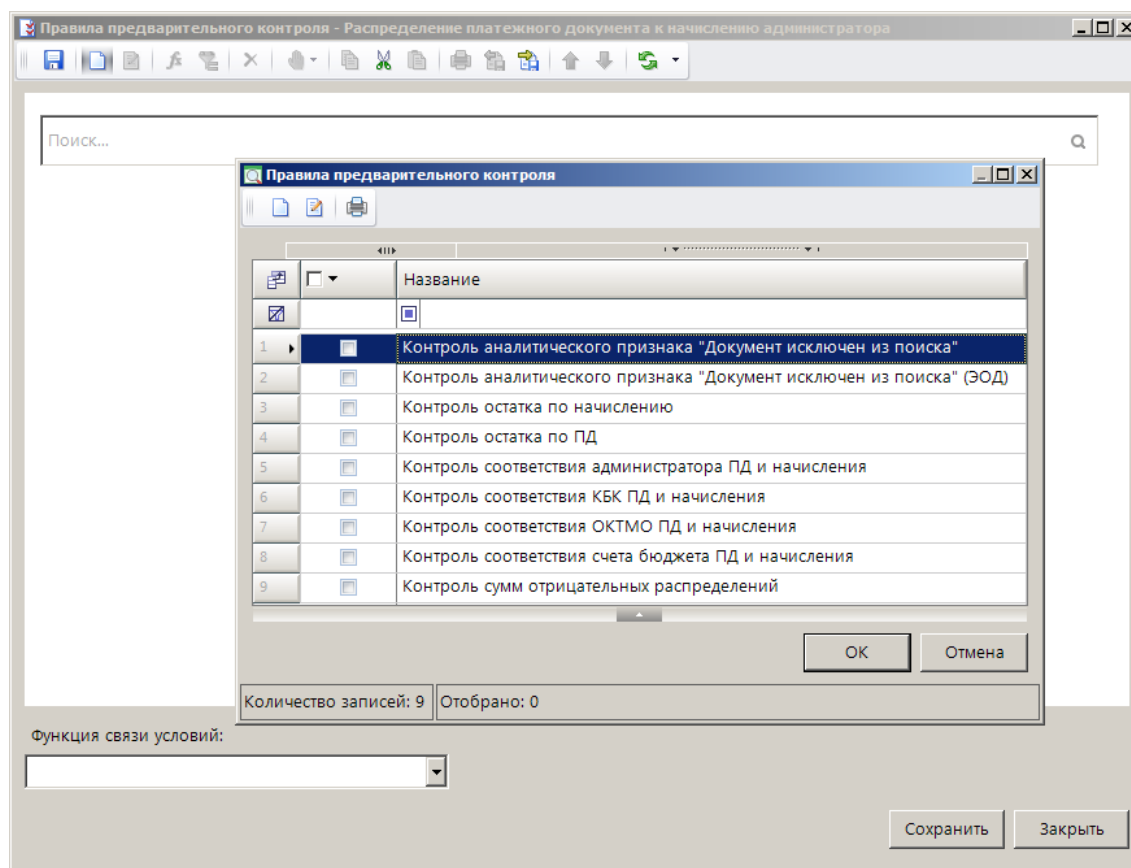 Правила предварительного контроля - Распределение платежного документа к начислению администратора
Поиск...
Правила предварительного контроля
Название
1 Контроль аналитического признака "Документ исключен из поиска"
2 Контроль аналитического признака "Документ исключен из поиска" (ЭОД)
3 Контроль остатка по начислению
4 Контроль остатка по ПД
5 Контроль соответствия администратора ПД и начисления
6 Контроль соответствия КБК ПД и начисления
7 Контроль соответствия ОКТМО ПД и начисления
8 Контроль соответствия счета бюджета ПД и начисления
9 Контроль сумм отрицательных распределений
ОК Отмена
Количество записей: 9 Отобрано: 0
Функция связи условий:
Сохранить Закрыть